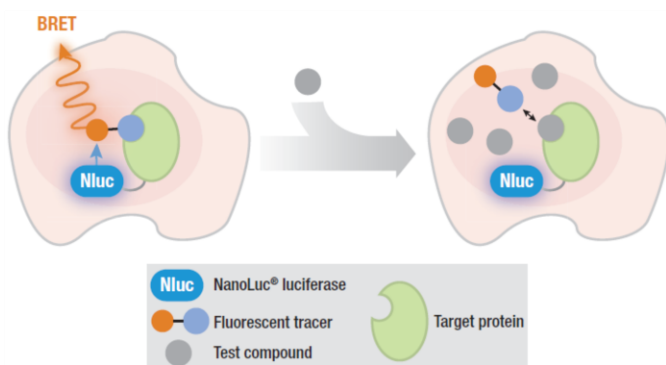 BRET
Nluc
Nluc
Nluc NanoLuc® luciferase
Fluorescent tracer
Test compound
Target protein